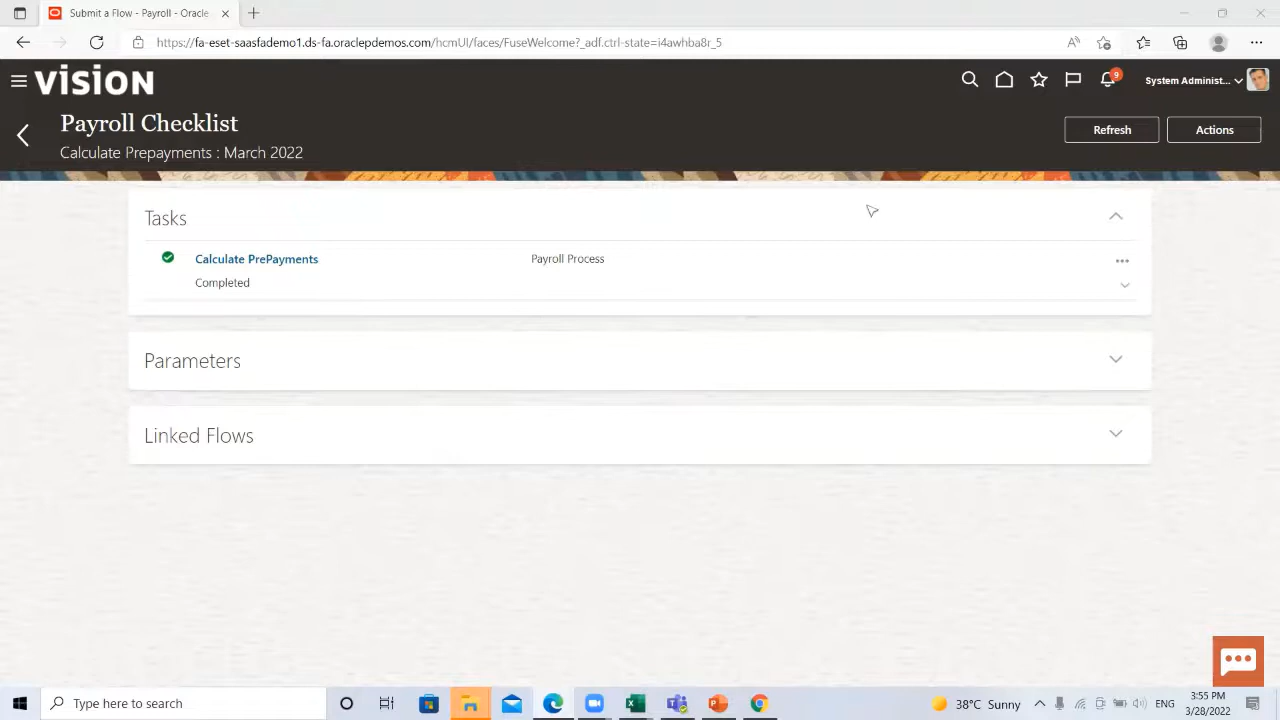 Submit a Flow - Payroll - Oracle
https://fa-eset-saasfademo1.ds-fa.oraclepdemos.com/hcmUI/faces/FuseWelcome?_adf.ctrl-state=i4awhba8r_5
vision
9
System Administ...
Payroll Checklist
Calculate Prepayments : March 2022
Refresh
Actions
Tasks
Calculate PrePayments
Payroll Process
Completed
Parameters
Linked Flows
Type here to search
38°C Sunny
ENG
3:55 PM
3/28/2022